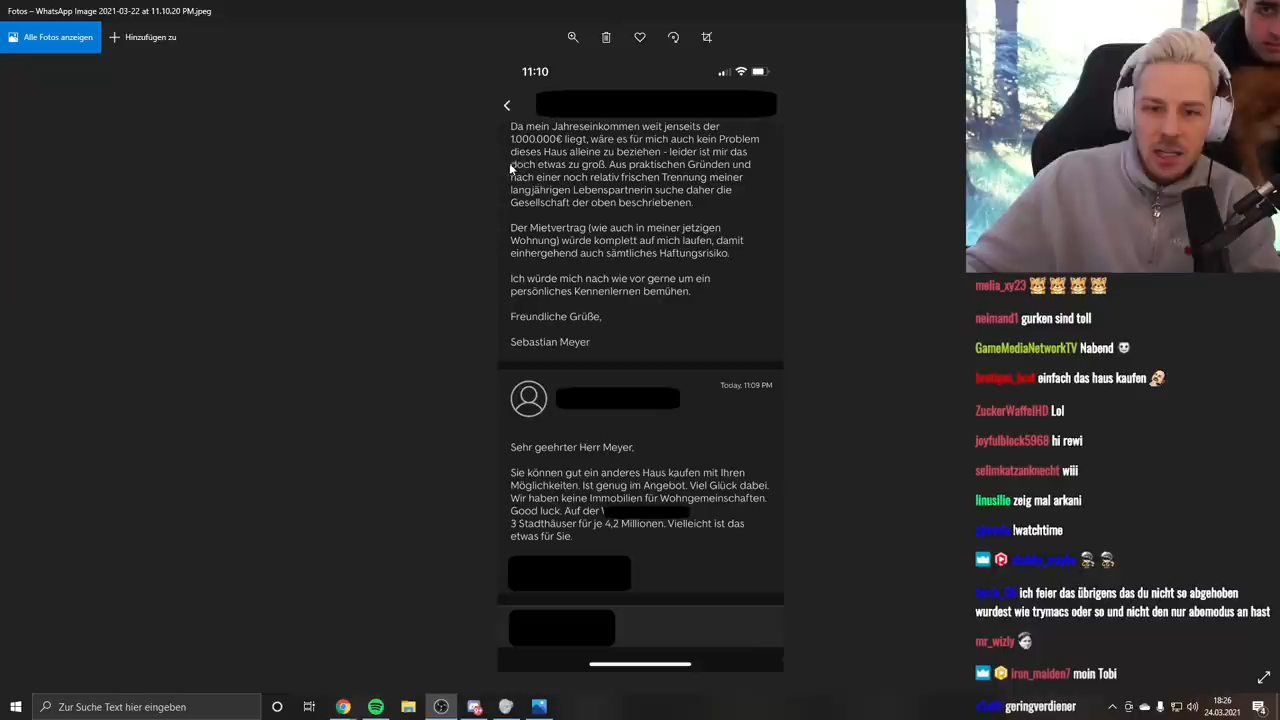 Fotos – WhatsApp Image 2021-03-22 at 11.10.20 PM.jpeg
Alle Fotos anzeigen
Hinzufügen zu
11:10
Da mein Jahreseinkommen weit jenseits der
1.000.000€ liegt, wäre es für mich auch kein Problem
dieses Haus alleine zu beziehen - leider ist mir das
doch etwas zu groß. Aus praktischen Gründen und
nach einer noch relativ frischen Trennung meiner
langjährigen Lebenspartnerin suche daher die
Gesellschaft der oben beschriebenen.
Der Mietvertrag (wie auch in meiner jetzigen
Wohnung) würde komplett auf mich laufen, damit
einhergehend auch sämtliches Haftungsrisiko.
Ich würde mich nach wie vor gerne um ein
persönliches Kennenlernen bemühen.
Freundliche Grüße,
Sebastian Meyer
Today, 11:09 PM
Sehr geehrter Herr Meyer,
Sie können gut ein anderes Haus kaufen mit Ihren
Möglichkeiten. Ist genug im Angebot. Viel Glück dabei.
Wir haben keine Immobilien für Wohngemeinschaften.
Good luck. Auf der
3 Stadthäuser für je 4,2 Millionen. Vielleicht ist das
etwas für Sie.
melia_xy23
neimand1 gurken sind toll
GameMediaNetworkTV Nabend
einfach das haus kaufen
ZuckerWaffelHD Lol
joyfulblock5968 hi rewi
selimkatzanknecht wiii
linusilie zeig mal arkani
!watchtime
ich feier das übrigens das du nicht so abgehoben
wurdest wie trymacs oder so und nicht den nur abomodus an hast
mr_wizly
iron_maiden7 moin Tobi
geringverdiener
Zur Suche Text hier eingeben
18:26
24.03.2021